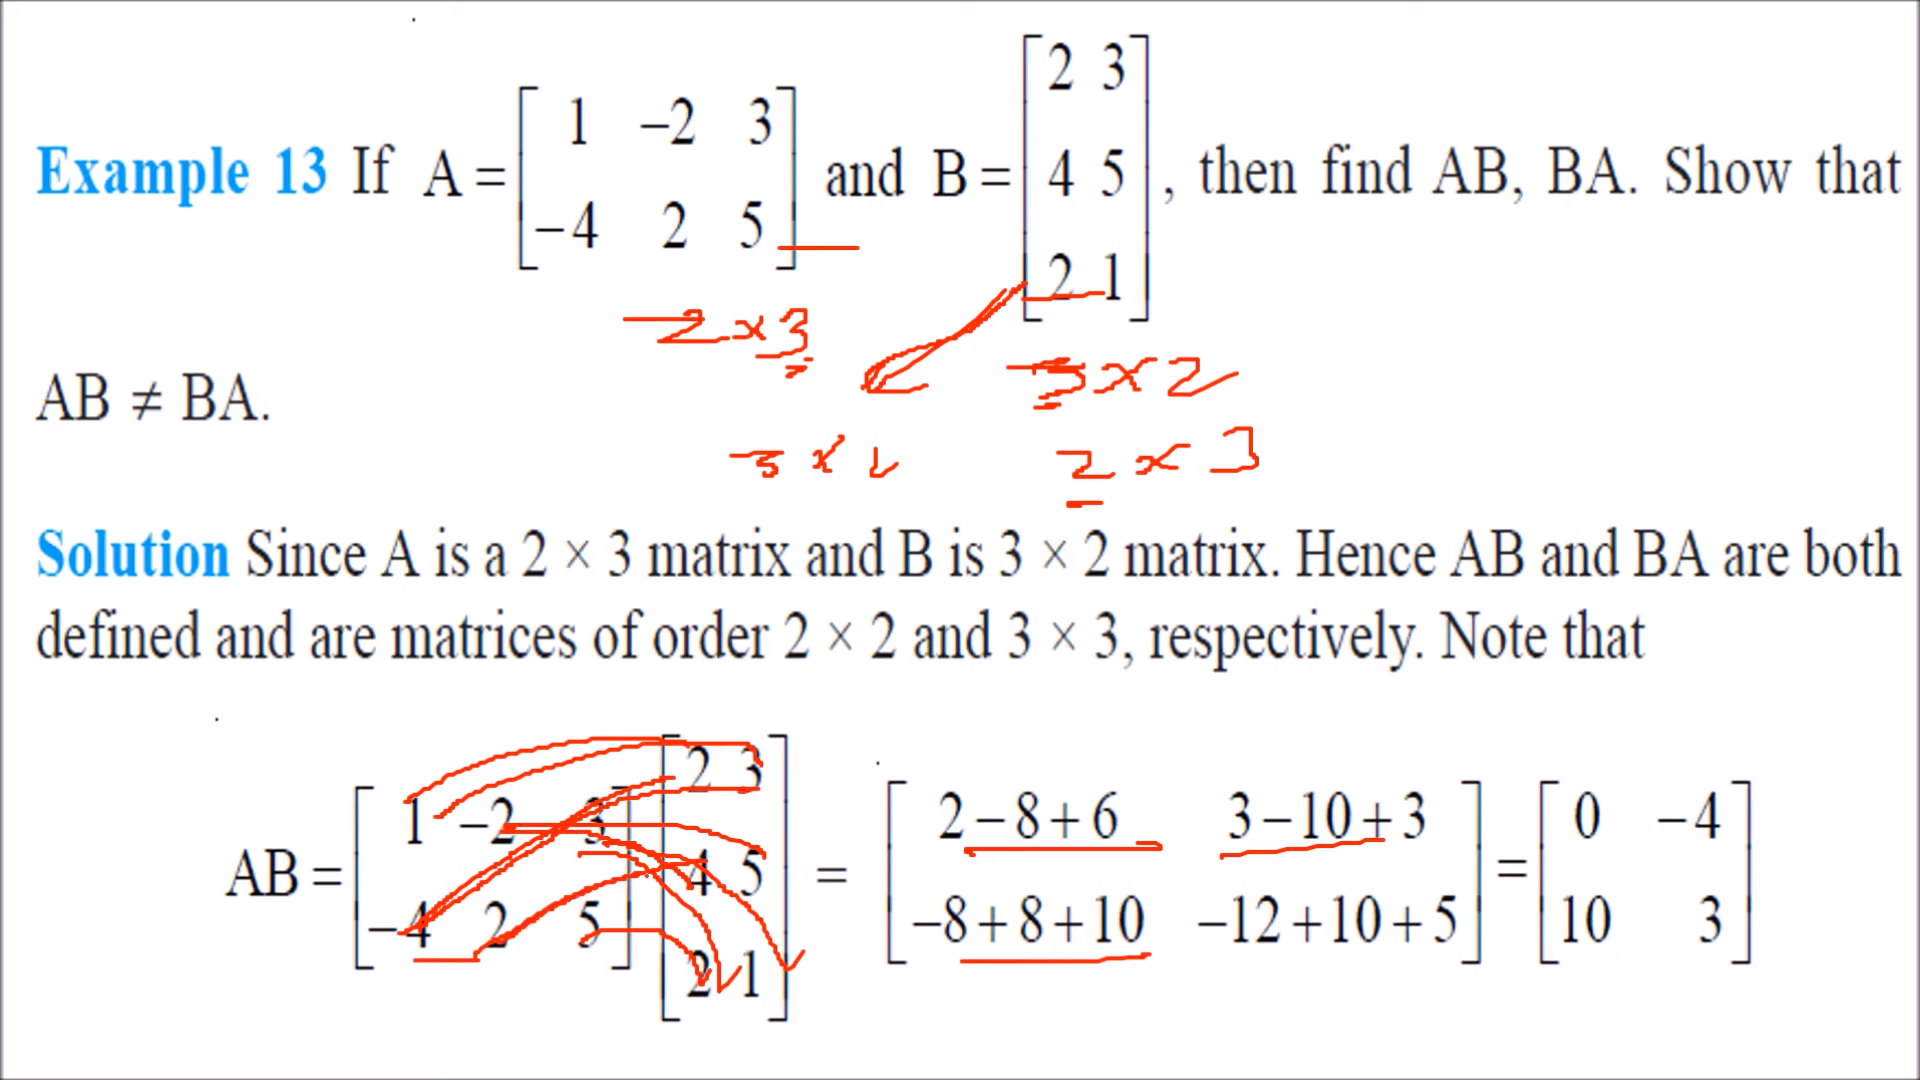 Example 13 If A = [ 1 –2 3 ; –4 2 5 ] and B = [ 2 3 ; 4 5 ; 2 1 ], then find AB, BA. Show that
2 × 3
3 × 2
AB ≠ BA.
3 ×
2 × 3
Solution Since A is a 2 × 3 matrix and B is 3 × 2 matrix. Hence AB and BA are both
defined and are matrices of order 2 × 2 and 3 × 3, respectively. Note that
AB = [ 1 –2 3 ; –4 2 5 ] [ 2 3 ; 4 5 ; 2 1 ] = [ 2 – 8 + 6 3 – 10 + 3 ; –8 + 8 + 10 –12 + 10 + 5 ] = [ 0 – 4 ; 10 3 ]